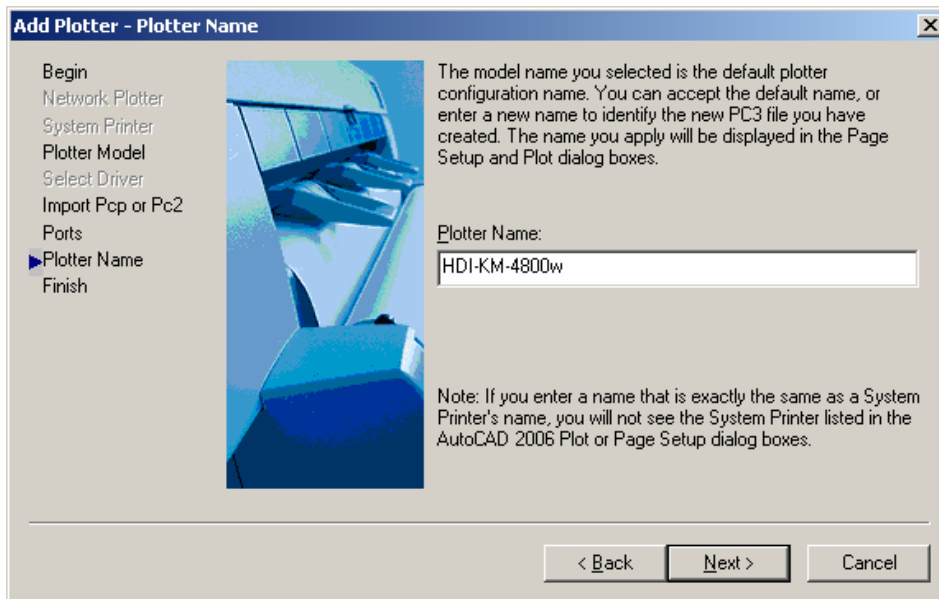 Add Plotter - Plotter Name
Begin
Network Plotter
System Printer
Plotter Model
Select Driver
Import Pcp or Pc2
Ports
Plotter Name
Finish
The model name you selected is the default plotter
configuration name. You can accept the default name, or
enter a new name to identify the new PC3 file you have
created. The name you apply will be displayed in the Page
Setup and Plot dialog boxes.
Plotter Name:
HDI-KM-4800w
Note: If you enter a name that is exactly the same as a System
Printer's name, you will not see the System Printer listed in the
AutoCAD 2006 Plot or Page Setup dialog boxes.
< Back Next > Cancel